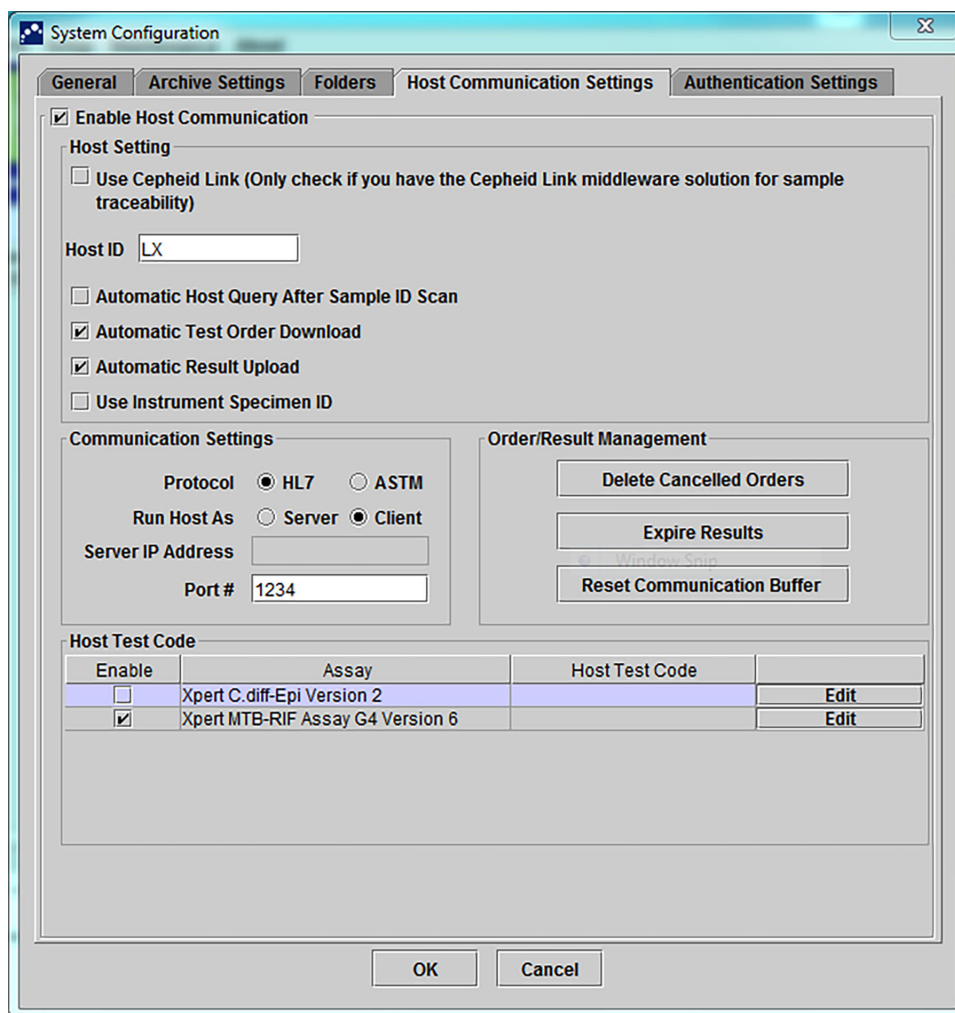 System Configuration
General Archive Settings Folders Host Communication Settings Authentication Settings
Enable Host Communication
Host Setting
Use Cepheid Link (Only check if you have the Cepheid Link middleware solution for sample
traceability)
Host ID LX
Automatic Host Query After Sample ID Scan
Automatic Test Order Download
Automatic Result Upload
Use Instrument Specimen ID
Communication Settings
Protocol HL7 ASTM
Run Host As Server Client
Server IP Address
Port # 1234
Order/Result Management
Delete Cancelled Orders
Expire Results
Window Snip
Reset Communication Buffer
Host Test Code
Enable Assay Host Test Code
Xpert C.diff-Epi Version 2 Edit
Xpert MTB-RIF Assay G4 Version 6 Edit
OK Cancel